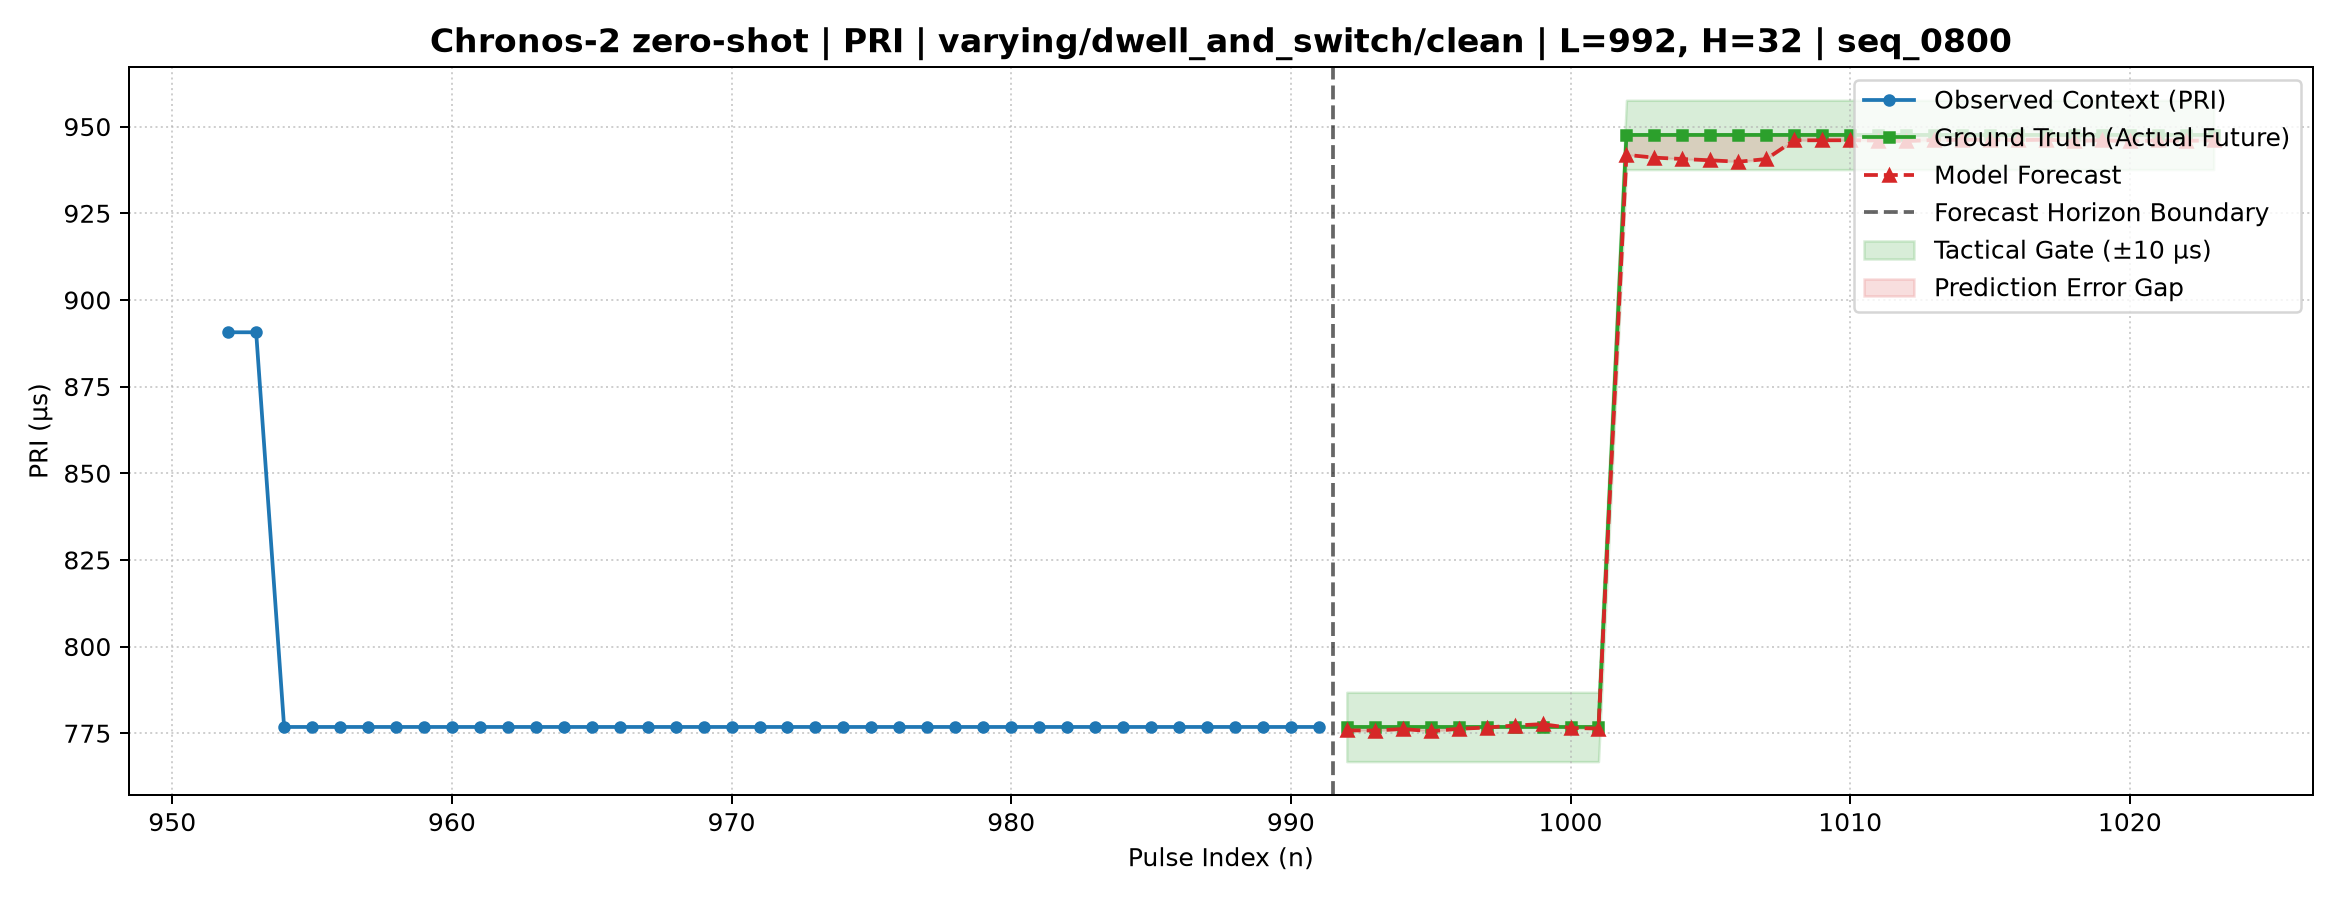 Chronos-2 zero-shot | PRI | varying/dwell_and_switch/clean | L=992, H=32 | seq_0800
Observed Context (PRI)
Ground Truth (Actual Future)
Model Forecast
Forecast Horizon Boundary
Tactical Gate (±10 µs)
Prediction Error Gap
PRI (µs)
950
925
900
875
850
825
800
775
950 960 970 980 990 1000 1010 1020
Pulse Index (n)